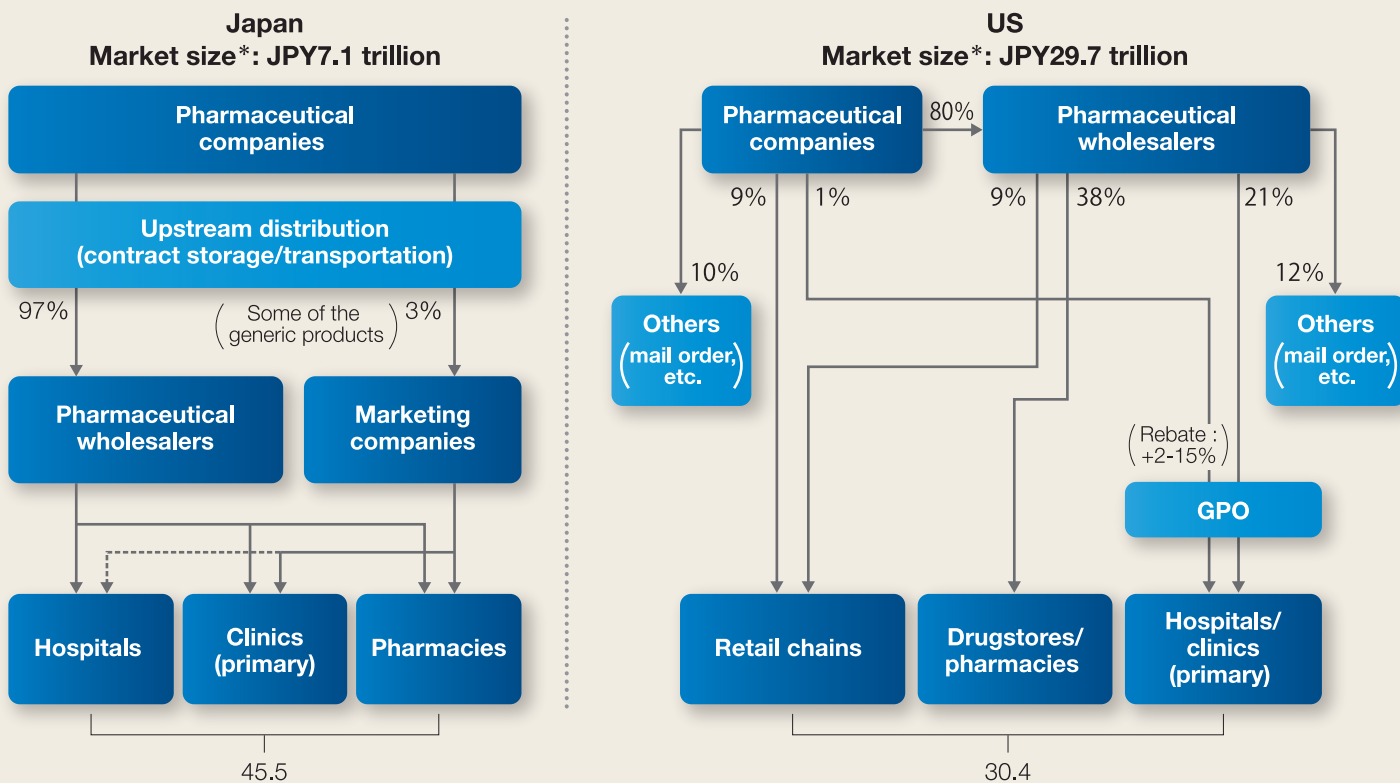 Japan
Market size*: JPY7.1 trillion
Pharmaceutical
companies
Upstream distribution
(contract storage/transportation)
97%
(Some of the
generic products)
3%
Pharmaceutical
wholesalers
Marketing
companies
Hospitals
Clinics
(primary)
Pharmacies
45.5
US
Market size*: JPY29.7 trillion
Pharmaceutical
companies
80%
Pharmaceutical
wholesalers
9%
1%
9%
38%
21%
10%
12%
Others
(mail order,
etc.)
Others
(mail order,
etc.)
(Rebate :
+2-15%)
GPO
Retail chains
Drugstores/
pharmacies
Hospitals/
clinics
(primary)
30.4